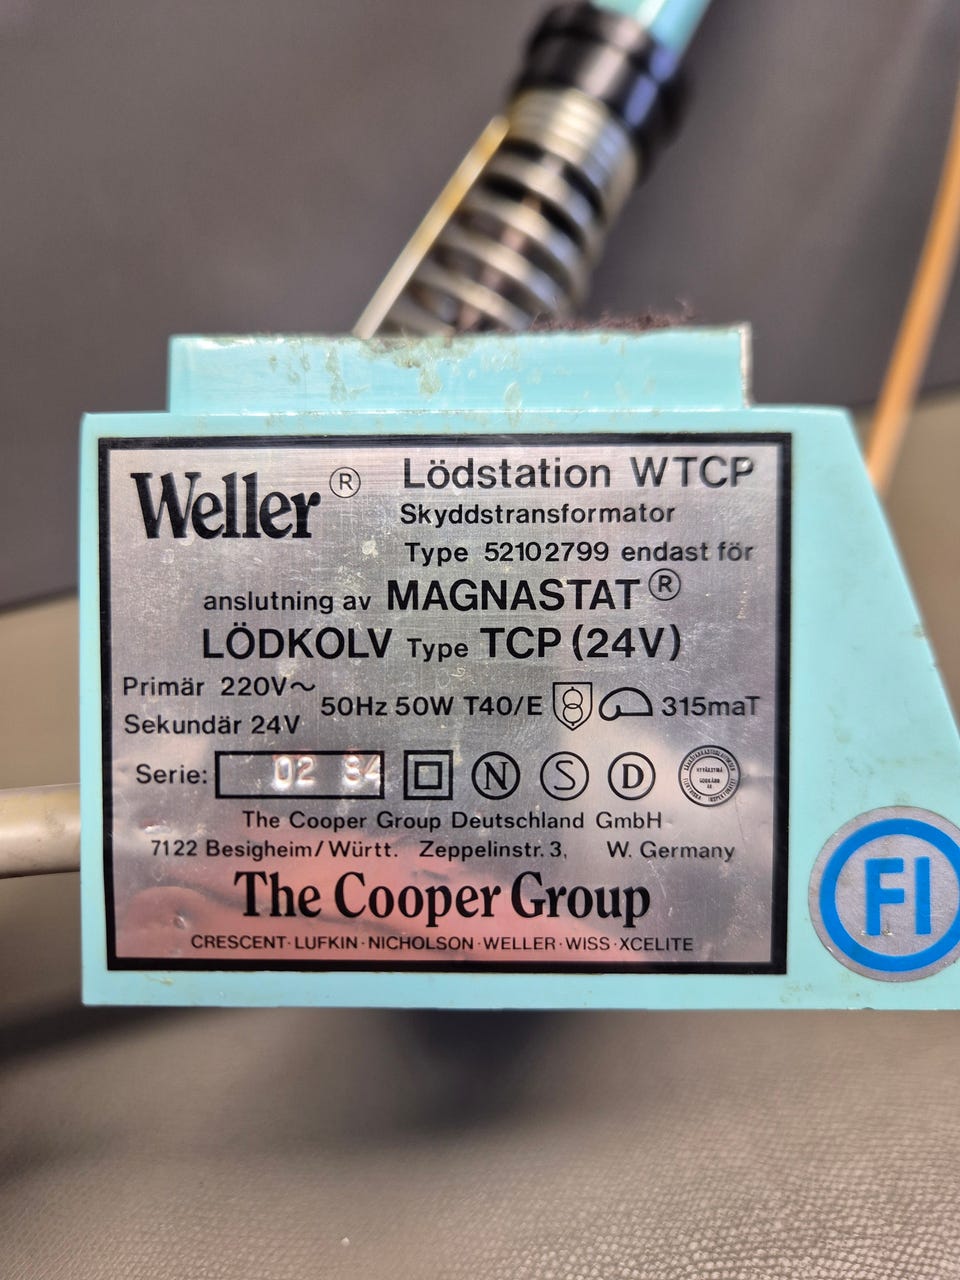 Weller ® Lödstation WTCP
Skyddstransformator
Type 52102799 endast för
anslutning av MAGNASTAT ®
LÖDKOLV Type TCP (24V)
Primär 220V~
Sekundär 24V
50Hz 50W T40/E 315maT
Serie: 02 84
N S D
The Cooper Group Deutschland GmbH
7122 Besigheim/Württ. Zeppelinstr. 3, W. Germany
The Cooper Group
CRESCENT · LUFKIN · NICHOLSON · WELLER · WISS · XCELITE
FI